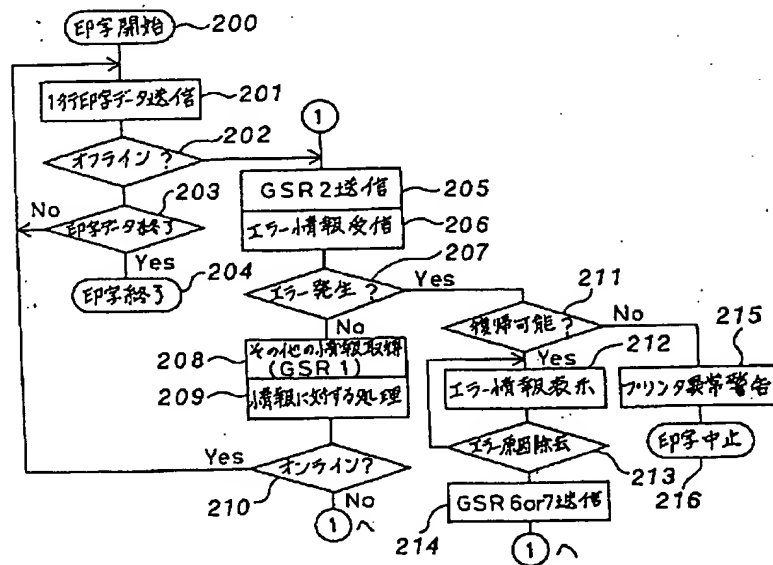 印字開始
200
1行印字データ送信
201
オフライン?
202
203
No
印字データ終了
Yes
印字終了
204
1
GSR2送信
205
エラー情報受信
206
207
エラー発生?
Yes
No
208
その他の情報取得
(GSR1)
209
情報に対する処理
Yes
オンライン?
210
No
1へ
211
復帰可能?
No
Yes
212
エラー情報表示
エラー原因除去
213
GSR6or7送信
214
1へ
215
プリンタ異常警告
印字中止
216